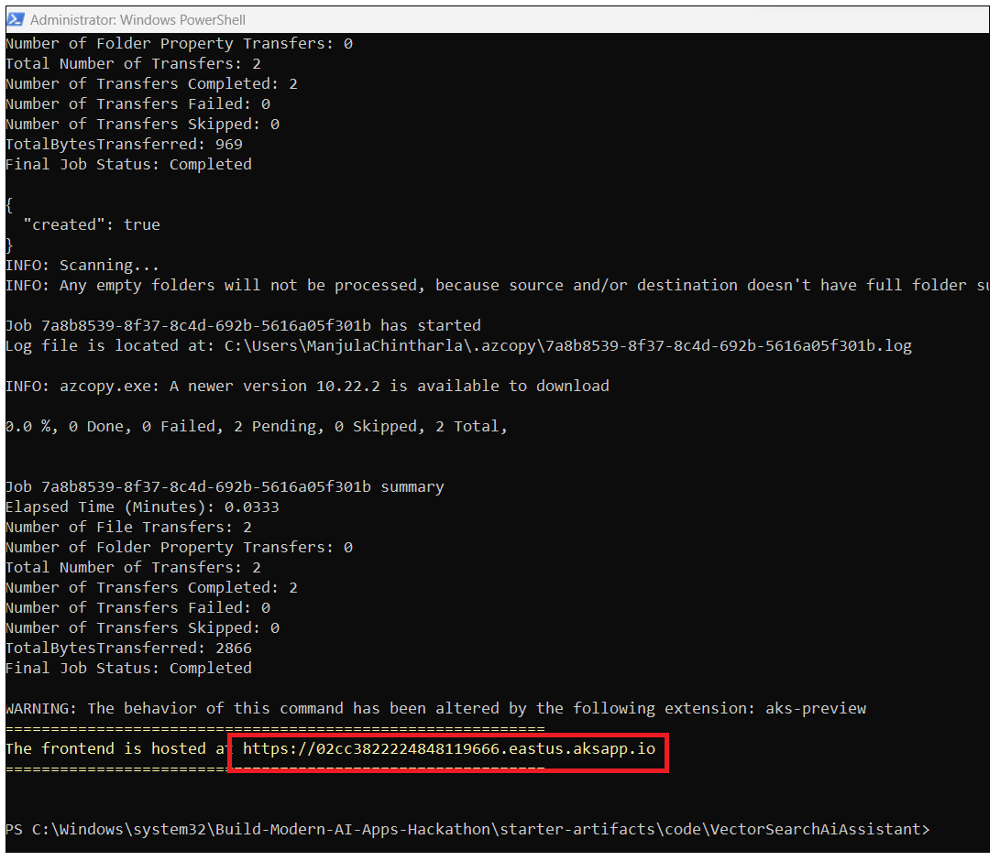 Administrator: Windows PowerShell
Number of Folder Property Transfers: 0
Total Number of Transfers: 2
Number of Transfers Completed: 2
Number of Transfers Failed: 0
Number of Transfers Skipped: 0
TotalBytesTransferred: 969
Final Job Status: Completed
{
  "created": true
}
INFO: Scanning...
INFO: Any empty folders will not be processed, because source and/or destination doesn't have full folder
Job 7a8b8539-8f37-8c4d-692b-5616a05f301b has started
Log file is located at: C:\Users\ManjulaChintharla\.azcopy\7a8b8539-8f37-8c4d-692b-5616a05f301b.log
INFO: azcopy.exe: A newer version 10.22.2 is available to download
0.0 %, 0 Done, 0 Failed, 2 Pending, 0 Skipped, 2 Total,
Job 7a8b8539-8f37-8c4d-692b-5616a05f301b summary
Elapsed Time (Minutes): 0.0333
Number of File Transfers: 2
Number of Folder Property Transfers: 0
Total Number of Transfers: 2
Number of Transfers Completed: 2
Number of Transfers Failed: 0
Number of Transfers Skipped: 0
TotalBytesTransferred: 2866
Final Job Status: Completed
WARNING: The behavior of this command has been altered by the following extension: aks-preview
===========================================================
The frontend is hosted at https://02cc3822224848119666.eastus.aksapp.io
===========================================================
PS C:\Windows\system32\Build-Modern-AI-Apps-Hackathon\starter-artifacts\code\VectorSearchAiAssistant>